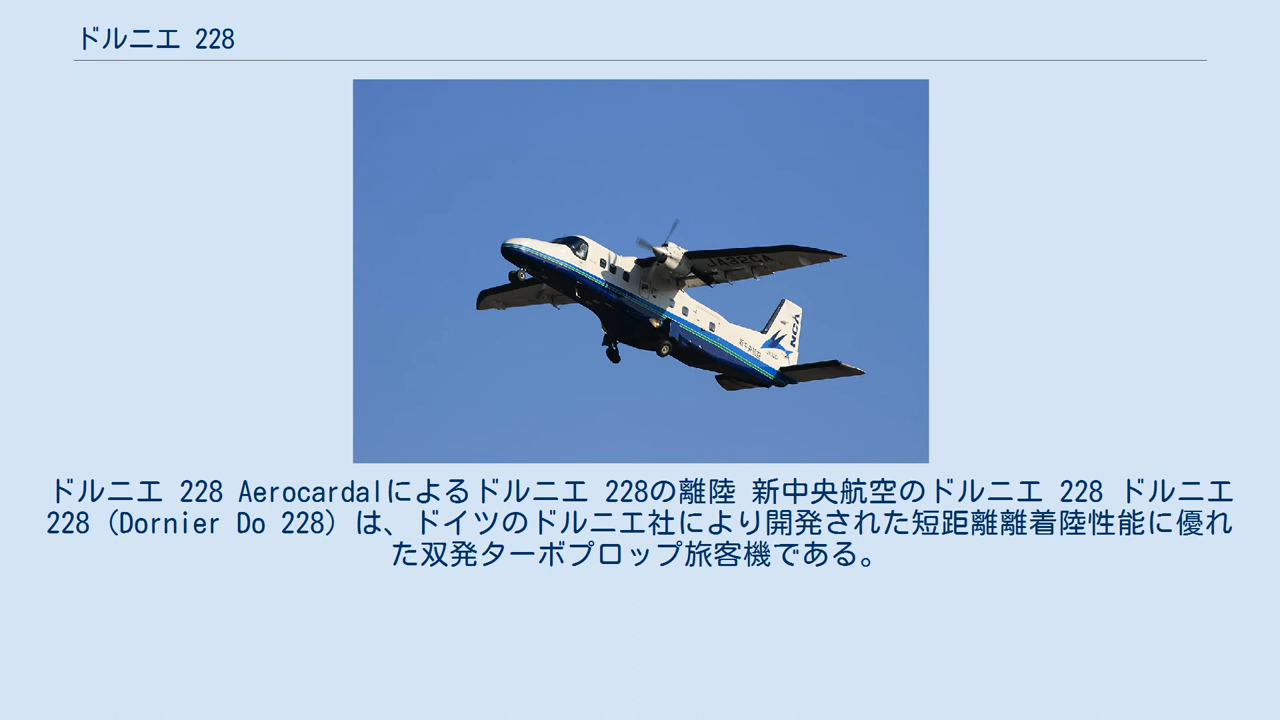 ドルニエ 228
JA32CA
NCA
ドルニエ 228 Aerocardalによるドルニエ 228の離陸 新中央航空のドルニエ 228 ドルニエ
228（Dornier Do 228）は、ドイツのドルニエ社により開発された短距離離着陸性能に優れ
た双発ターボプロップ旅客機である。